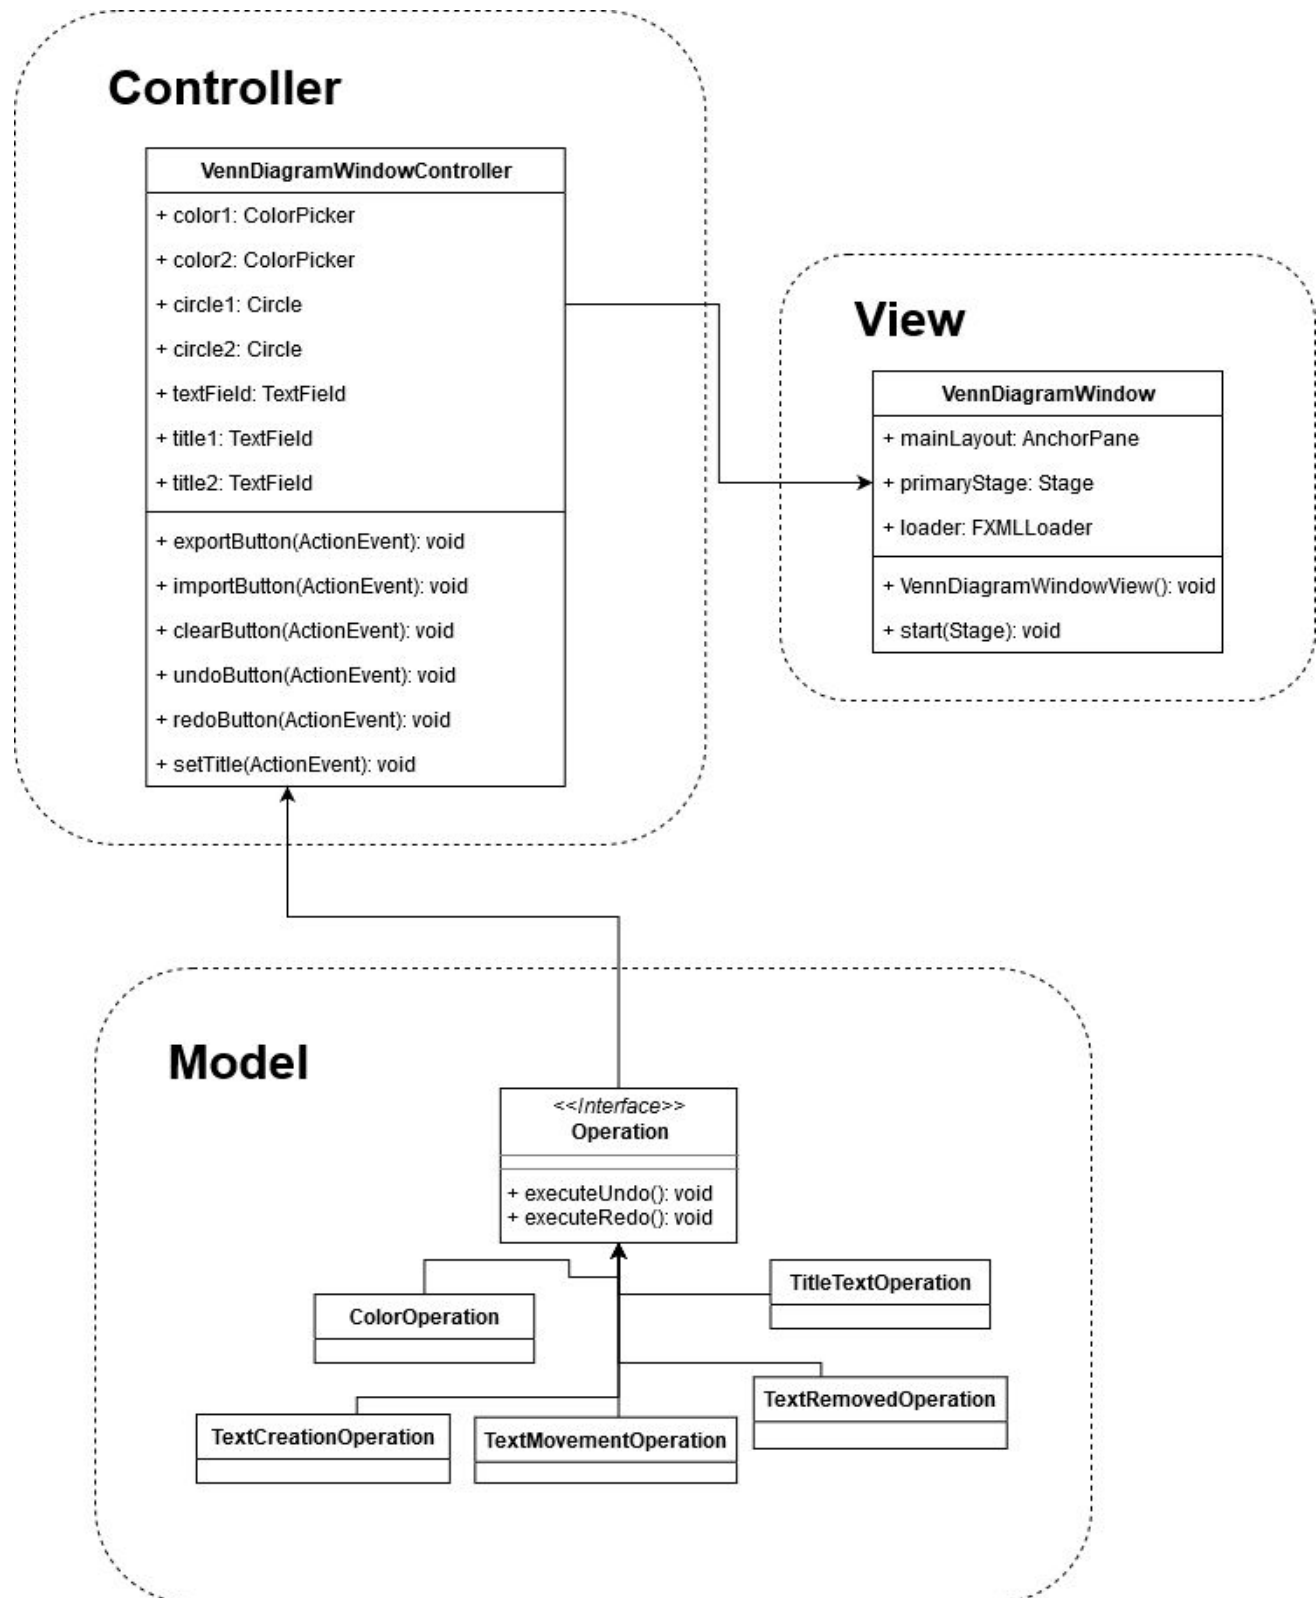 Controller
VennDiagramWindowController
+ color1: ColorPicker
+ color2: ColorPicker
+ circle1: Circle
+ circle2: Circle
+ textField: TextField
+ title1: TextField
+ title2: TextField
+ exportButton(ActionEvent): void
+ importButton(ActionEvent): void
+ clearButton(ActionEvent): void
+ undoButton(ActionEvent): void
+ redoButton(ActionEvent): void
+ setTitle(ActionEvent): void
View
VennDiagramWindow
+ mainLayout: AnchorPane
+ primaryStage: Stage
+ loader: FXMLLoader
+ VennDiagramWindowView(): void
+ start(Stage): void
Model
<<Interface>>
Operation
+ executeUndo(): void
+ executeRedo(): void
TitleTextOperation
ColorOperation
TextRemovedOperation
TextCreationOperation
TextMovementOperation